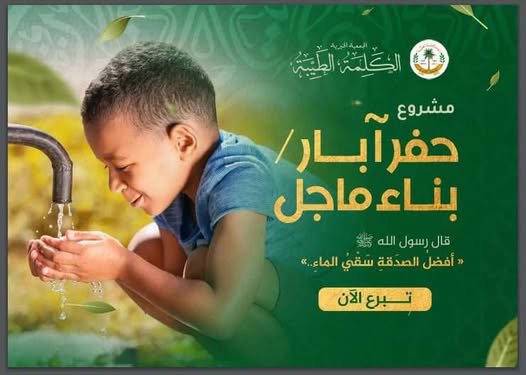 الجمعية الخيرية
الكلمة الطيبة
مشروع
حفر آبار /
بناء ماجل
قال رسول الله ﷺ
« أفضل الصدقةِ سَقْيُ الماءِ.. »
تبرع الآن